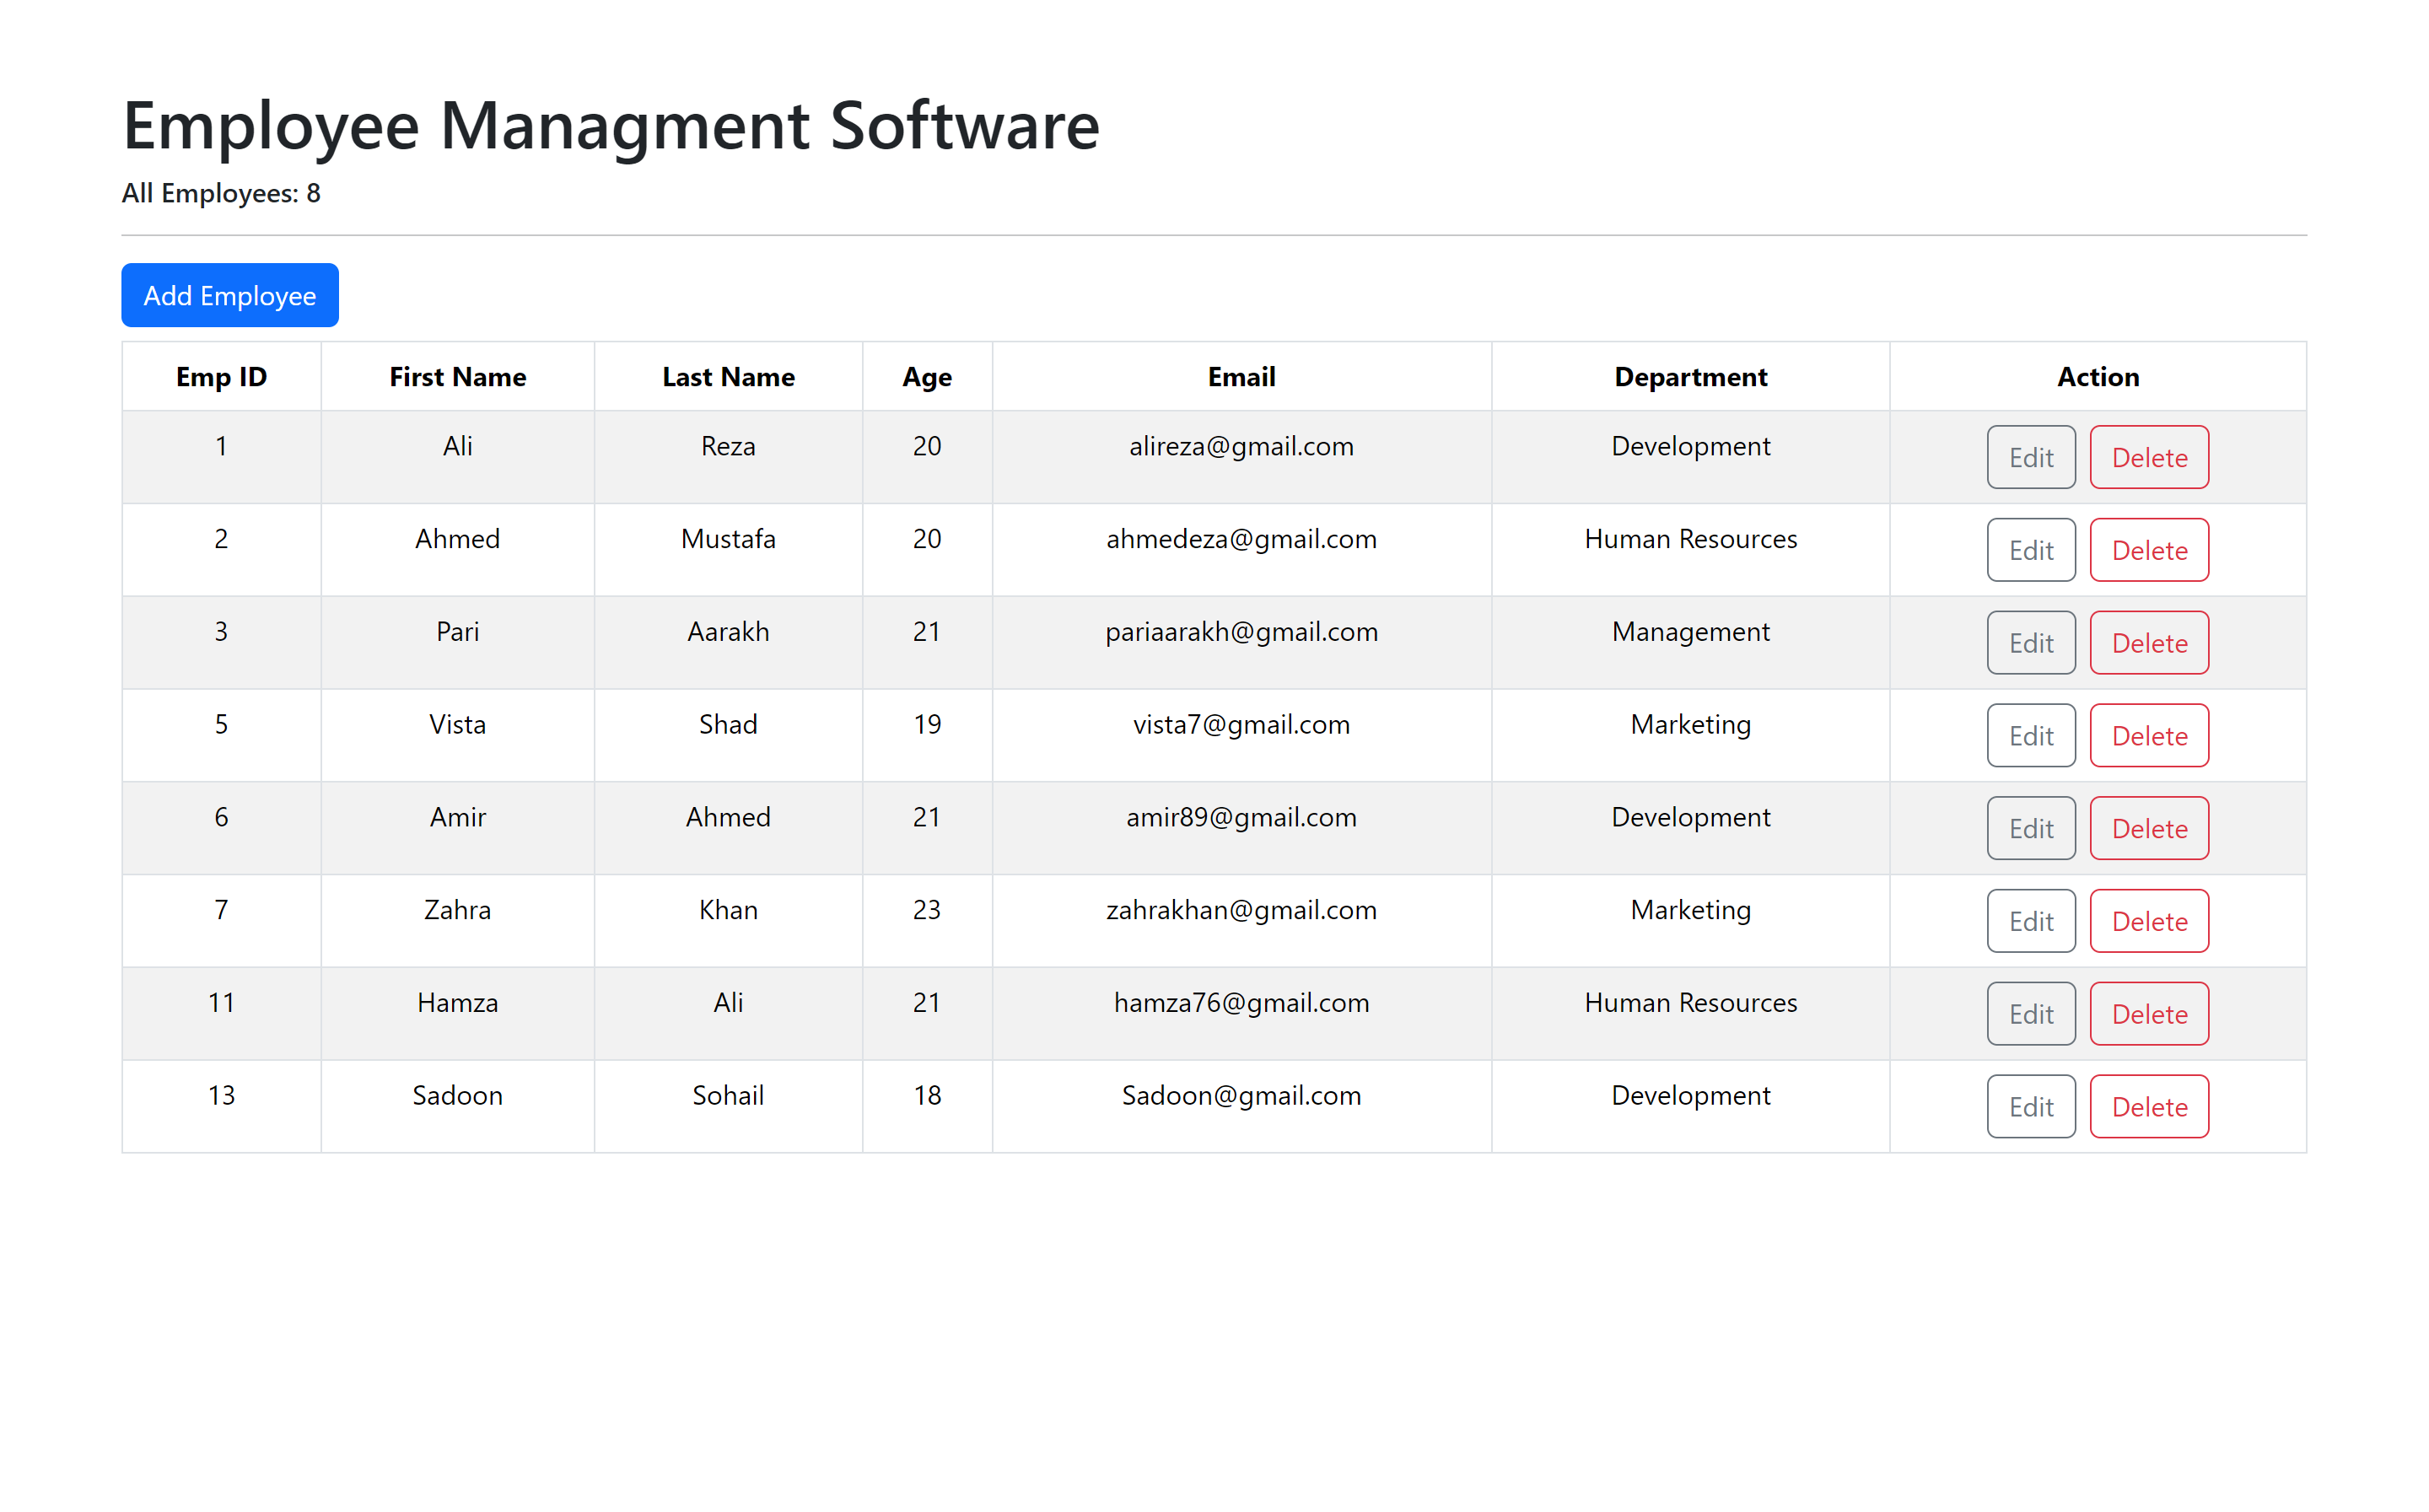 Employee Managment Software
All Employees: 8
Add Employee
Emp ID First Name Last Name Age Email Department Action
1 Ali Reza 20 alireza@gmail.com Development Edit Delete
2 Ahmed Mustafa 20 ahmedeza@gmail.com Human Resources Edit Delete
3 Pari Aarakh 21 pariaarakh@gmail.com Management Edit Delete
5 Vista Shad 19 vista7@gmail.com Marketing Edit Delete
6 Amir Ahmed 21 amir89@gmail.com Development Edit Delete
7 Zahra Khan 23 zahrakhan@gmail.com Marketing Edit Delete
11 Hamza Ali 21 hamza76@gmail.com Human Resources Edit Delete
13 Sadoon Sohail 18 Sadoon@gmail.com Development Edit Delete